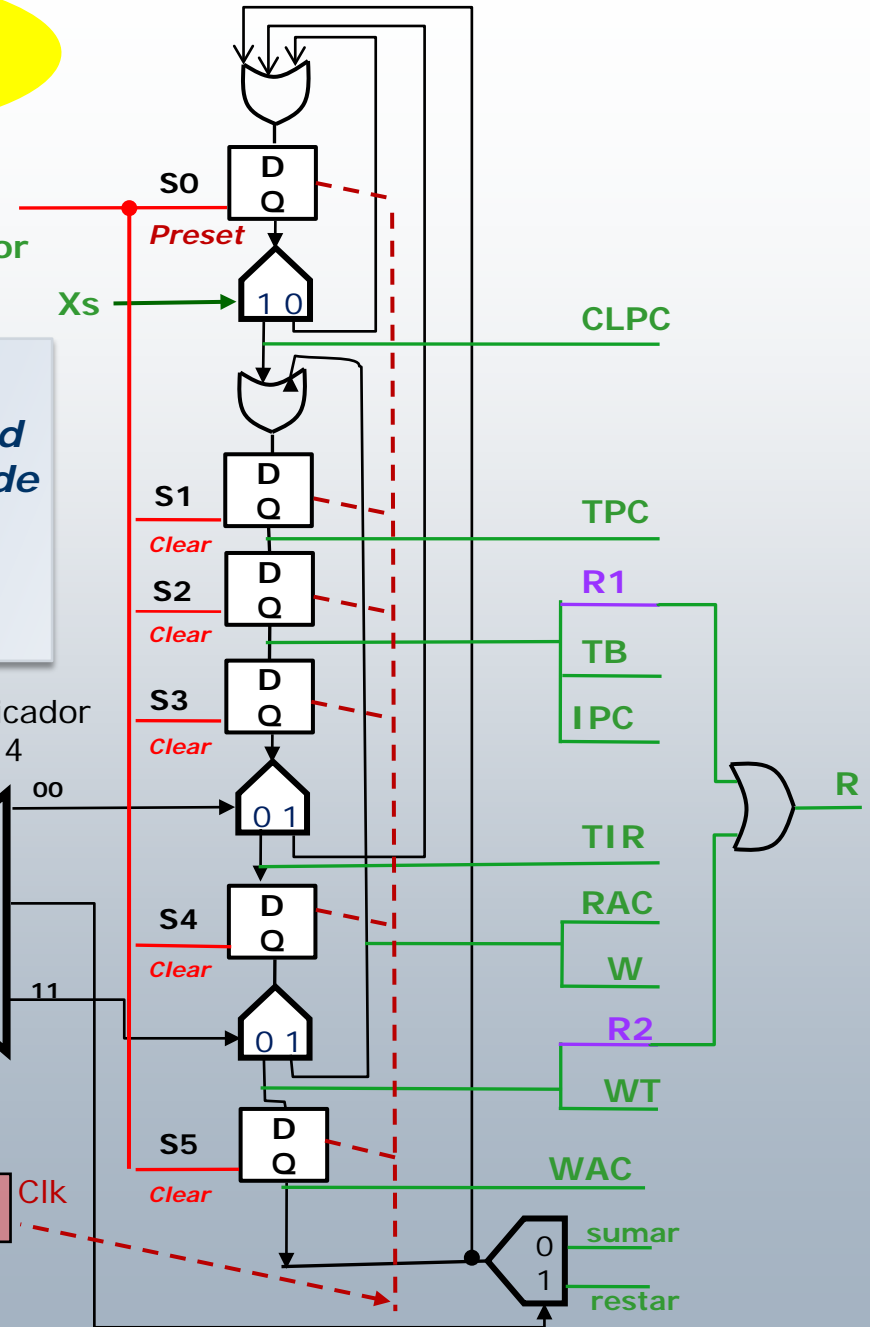 D
S0
Q
Preset
or
Xs
1 0
CLPC
d
de
D
S1
Q
TPC
Clear
D
R1
S2
Q
Clear
TB
D
S3
Q
IPC
Clear
icador
4
00
R
0 1
TIR
D
RAC
S4
Q
Clear
W
11
R2
0 1
WT
D
S5
Q
WAC
Clk
Clear
sumar
0
1
restar